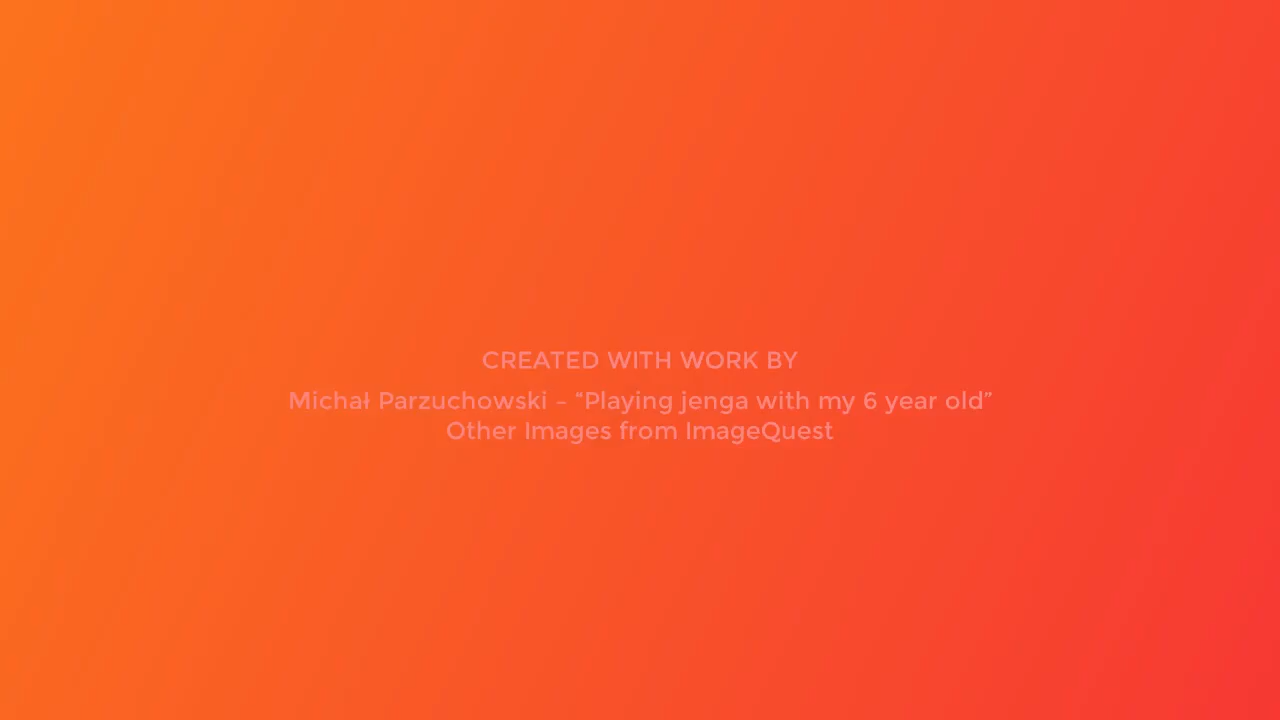 CREATED WITH WORK BY
Michał Parzuchowski – “Playing jenga with my 6 year old”
Other Images from ImageQuest